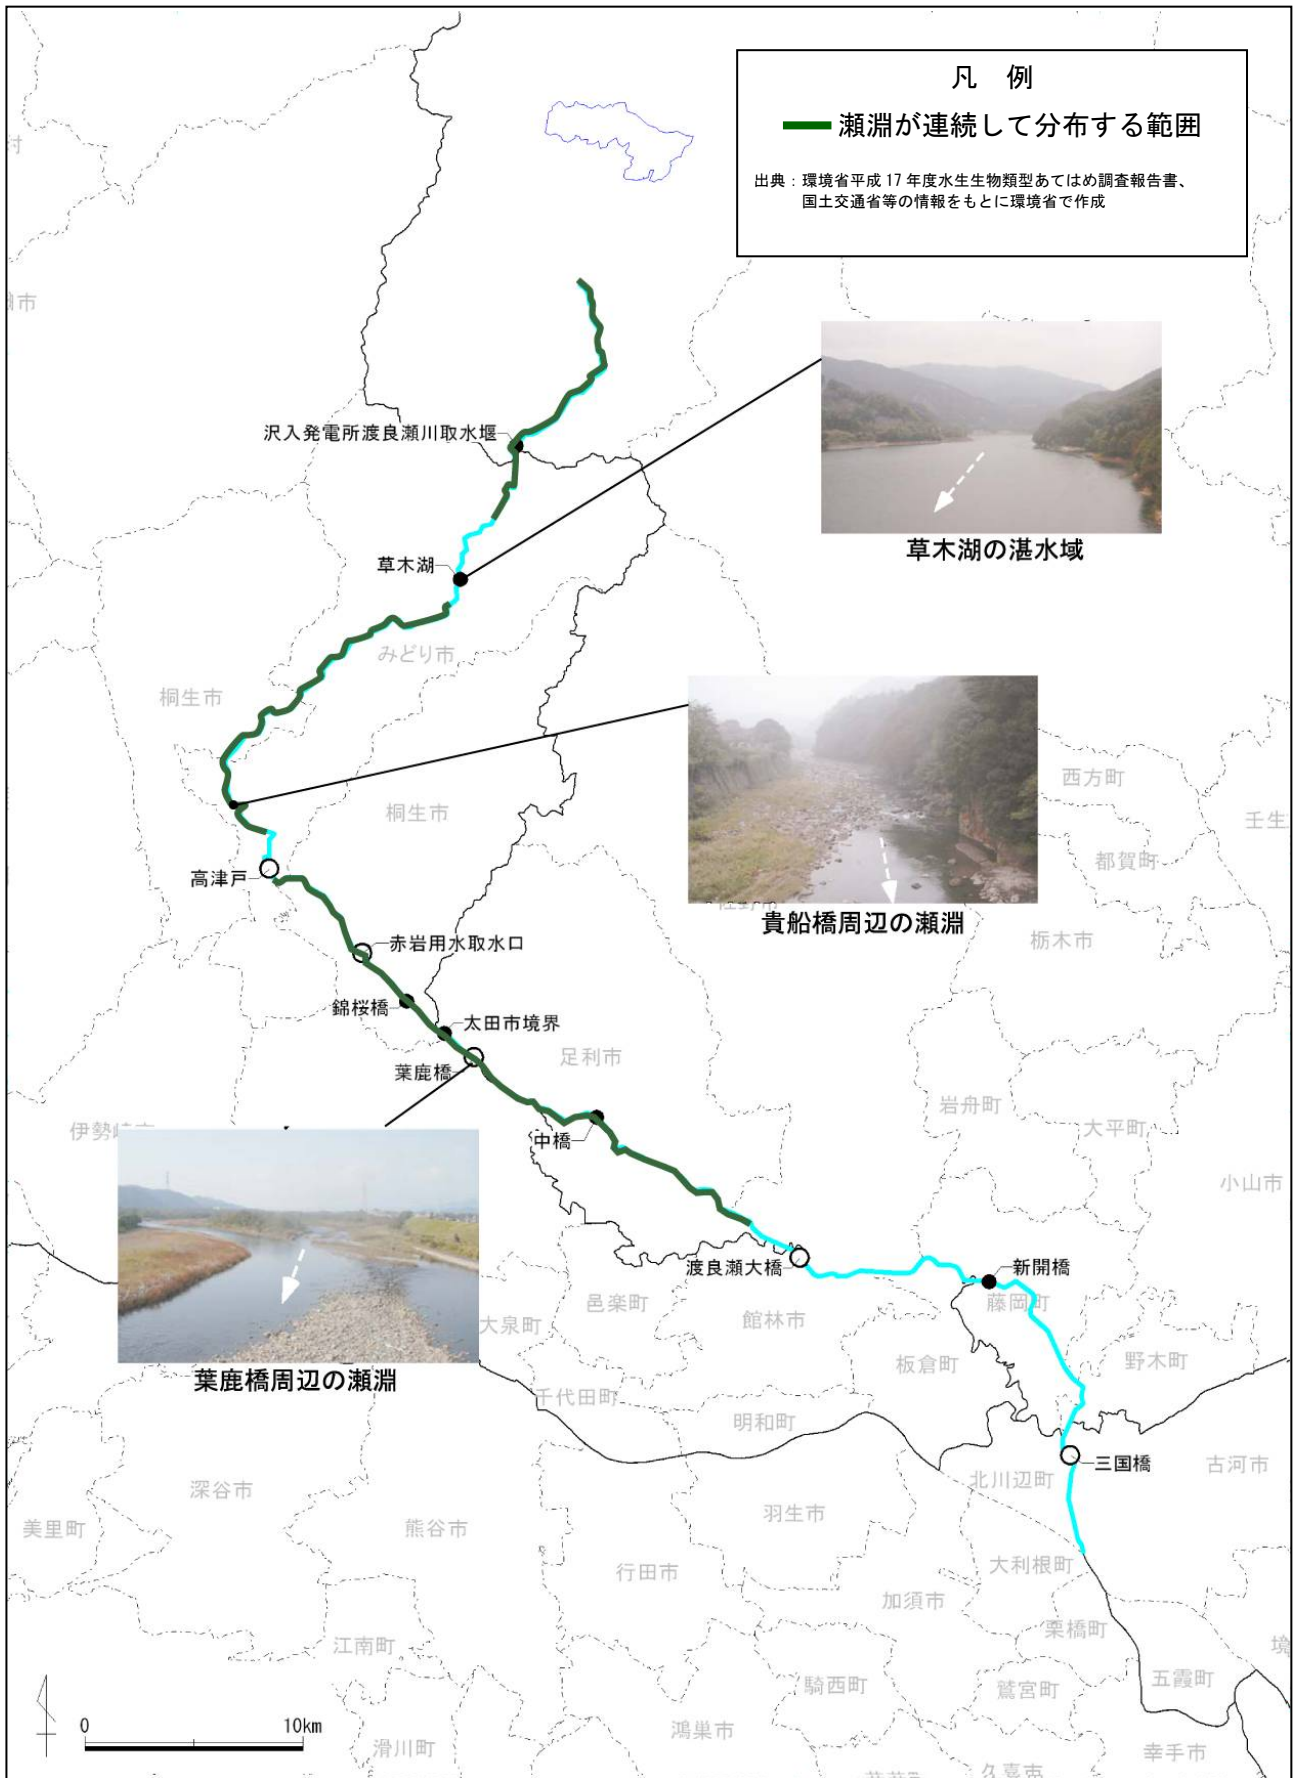 凡　例
瀬淵が連続して分布する範囲
出典：環境省平成17年度水生生物類型あてはめ調査報告書、
国土交通省等の情報をもとに環境省で作成
村
市
沢入発電所渡良瀬川取水堰
草木湖の湛水域
草木湖
みどり市
桐生市
西方町
桐生市
壬生
都賀町
高津戸
貴船橋周辺の瀬淵
栃木市
赤岩用水取水口
錦桜橋
太田市境界
足利市
葉鹿橋
岩舟町
大平町
伊勢崎市
中橋
小山市
渡良瀬大橋
新開橋
邑楽町
藤岡町
館林市
大泉町
板倉町
野木町
葉鹿橋周辺の瀬淵
千代田町
明和町
三国橋
古河市
北川辺町
深谷市
羽生市
美里町
熊谷市
行田市
大利根町
加須市
栗橋町
江南町
境
五霞町
騎西町
鷲宮町
0　10km
鴻巣市
滑川町
幸手市
久喜市